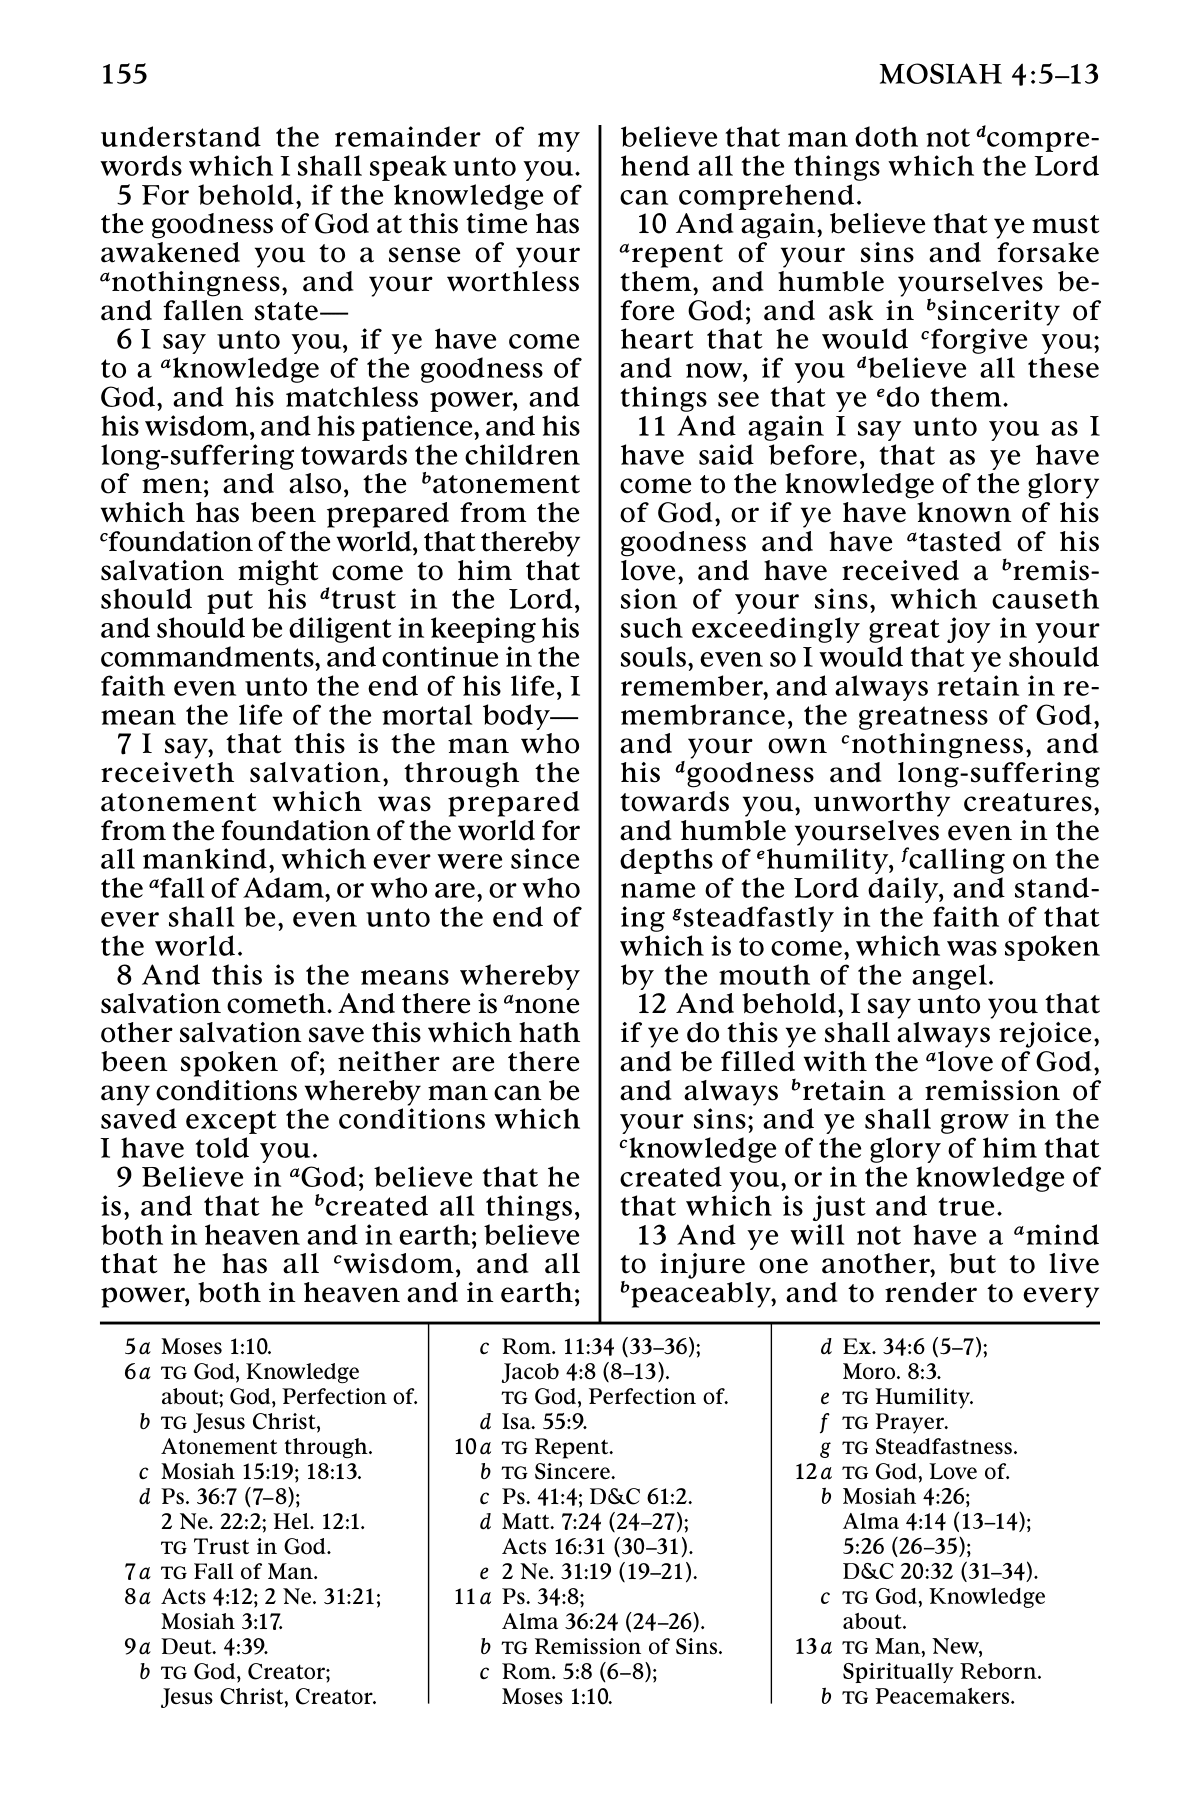 155
MOSIAH 4:5–13
understand the remainder of my
words which I shall speak unto you.
5 For behold, if the knowledge of
the goodness of God at this time has
awakened you to a sense of your
a nothingness, and your worthless
and fallen state—
6 I say unto you, if ye have come
to a a knowledge of the goodness of
God, and his matchless power, and
his wisdom, and his patience, and his
long-suffering towards the children
of men; and also, the b atonement
which has been prepared from the
c foundation of the world, that thereby
salvation might come to him that
should put his d trust in the Lord,
and should be diligent in keeping his
commandments, and continue in the
faith even unto the end of his life, I
mean the life of the mortal body—
7 I say, that this is the man who
receiveth salvation, through the
atonement which was prepared
from the foundation of the world for
all mankind, which ever were since
the a fall of Adam, or who are, or who
ever shall be, even unto the end of
the world.
8 And this is the means whereby
salvation cometh. And there is a none
other salvation save this which hath
been spoken of; neither are there
any conditions whereby man can be
saved except the conditions which
I have told you.
9 Believe in a God; believe that he
is, and that he b created all things,
both in heaven and in earth; believe
that he has all c wisdom, and all
power, both in heaven and in earth;
believe that man doth not d compre-
hend all the things which the Lord
can comprehend.
10 And again, believe that ye must
a repent of your sins and forsake
them, and humble yourselves be-
fore God; and ask in b sincerity of
heart that he would c forgive you;
and now, if you d believe all these
things see that ye e do them.
11 And again I say unto you as I
have said before, that as ye have
come to the knowledge of the glory
of God, or if ye have known of his
goodness and have a tasted of his
love, and have received a b remis-
sion of your sins, which causeth
such exceedingly great joy in your
souls, even so I would that ye should
remember, and always retain in re-
membrance, the greatness of God,
and your own c nothingness, and
his d goodness and long-suffering
towards you, unworthy creatures,
and humble yourselves even in the
depths of e humility, f calling on the
name of the Lord daily, and stand-
ing g steadfastly in the faith of that
which is to come, which was spoken
by the mouth of the angel.
12 And behold, I say unto you that
if ye do this ye shall always rejoice,
and be filled with the a love of God,
and always b retain a remission of
your sins; and ye shall grow in the
c knowledge of the glory of him that
created you, or in the knowledge of
that which is just and true.
13 And ye will not have a a mind
to injure one another, but to live
b peaceably, and to render to every
5 a Moses 1:10.
6 a TG God, Knowledge
about; God, Perfection of.
b TG Jesus Christ,
Atonement through.
c Mosiah 15:19; 18:13.
d Ps. 36:7 (7–8);
2 Ne. 22:2; Hel. 12:1.
TG Trust in God.
7 a TG Fall of Man.
8 a Acts 4:12; 2 Ne. 31:21;
Mosiah 3:17.
9 a Deut. 4:39.
b TG God, Creator;
Jesus Christ, Creator.
c Rom. 11:34 (33–36);
Jacob 4:8 (8–13).
TG God, Perfection of.
d Isa. 55:9.
10 a TG Repent.
b TG Sincere.
c Ps. 41:4; D&C 61:2.
d Matt. 7:24 (24–27);
Acts 16:31 (30–31).
e 2 Ne. 31:19 (19–21).
11 a Ps. 34:8;
Alma 36:24 (24–26).
b TG Remission of Sins.
c Rom. 5:8 (6–8);
Moses 1:10.
d Ex. 34:6 (5–7);
Moro. 8:3.
e TG Humility.
f TG Prayer.
g TG Steadfastness.
12 a TG God, Love of.
b Mosiah 4:26;
Alma 4:14 (13–14);
5:26 (26–35);
D&C 20:32 (31–34).
c TG God, Knowledge
about.
13 a TG Man, New,
Spiritually Reborn.
b TG Peacemakers.